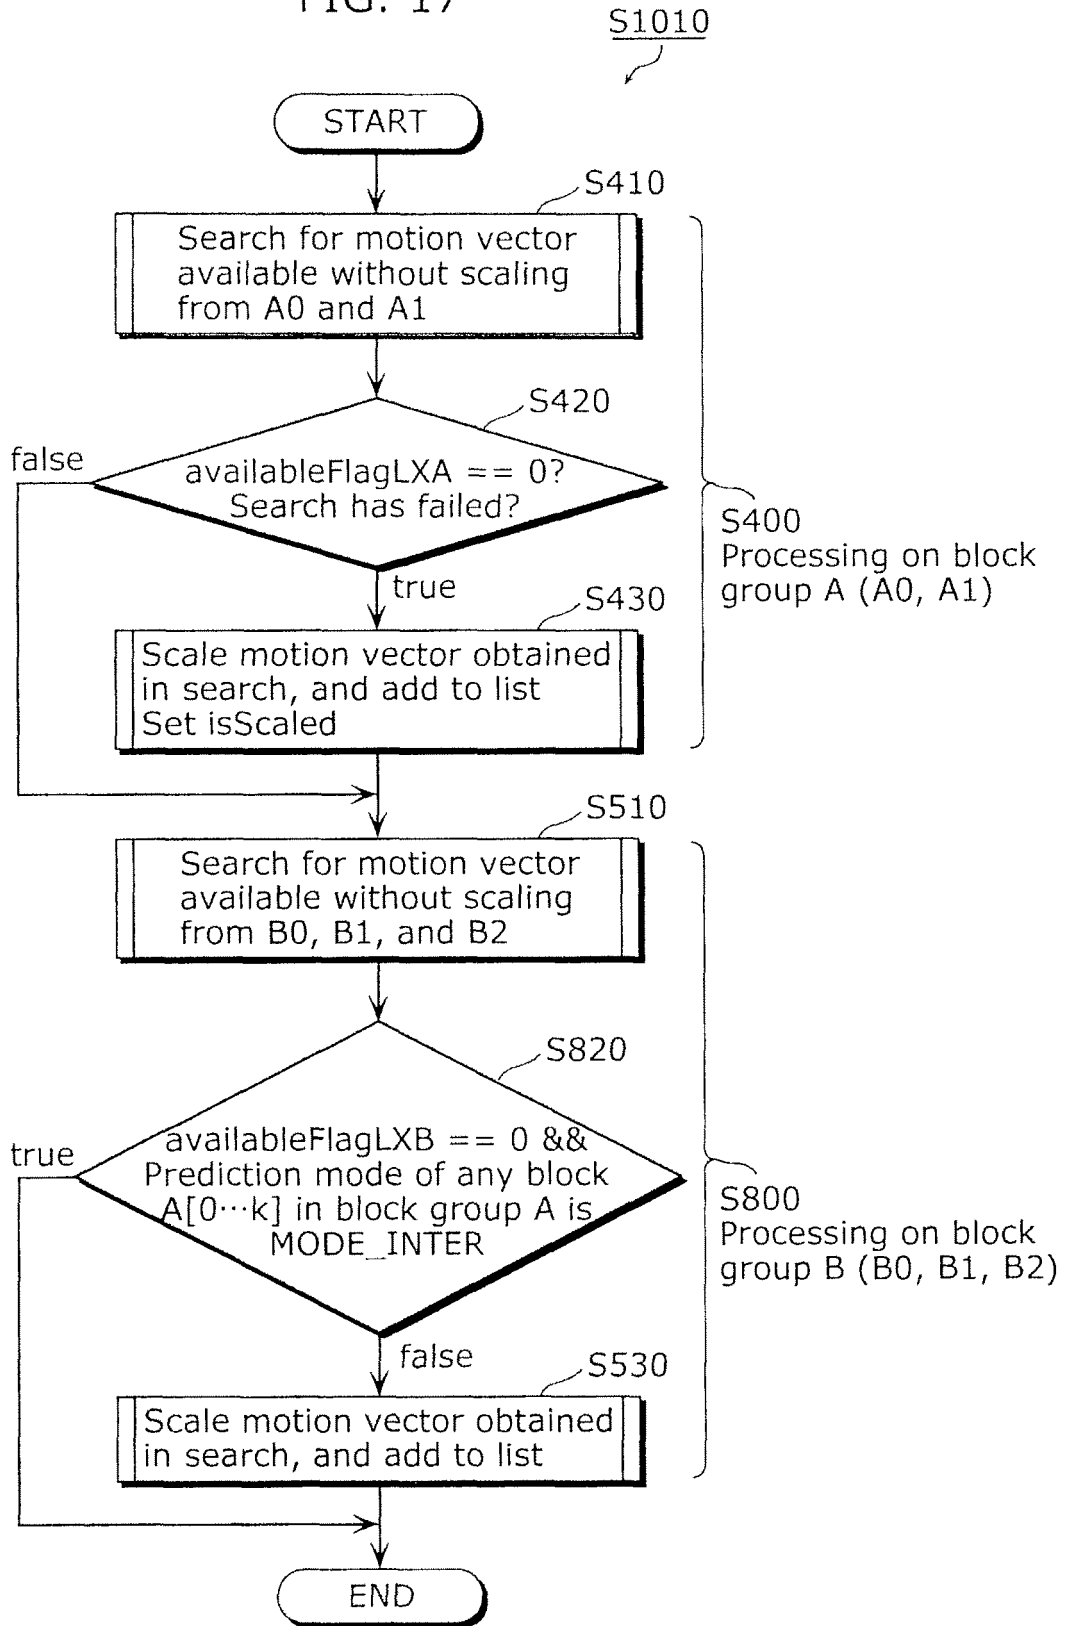 FIG. 17
S1010
START
S410
Search for motion vector
available without scaling
from A0 and A1
S420
false
availableFlagLXA == 0?
Search has failed?
true
S400
Processing on block
group A (A0, A1)
S430
Scale motion vector obtained
in search, and add to list
Set isScaled
S510
Search for motion vector
available without scaling
from B0, B1, and B2
S820
true
availableFlagLXB == 0 &&
Prediction mode of any block
A[0···k] in block group A is
MODE_INTER
false
S800
Processing on block
group B (B0, B1, B2)
S530
Scale motion vector obtained
in search, and add to list
END